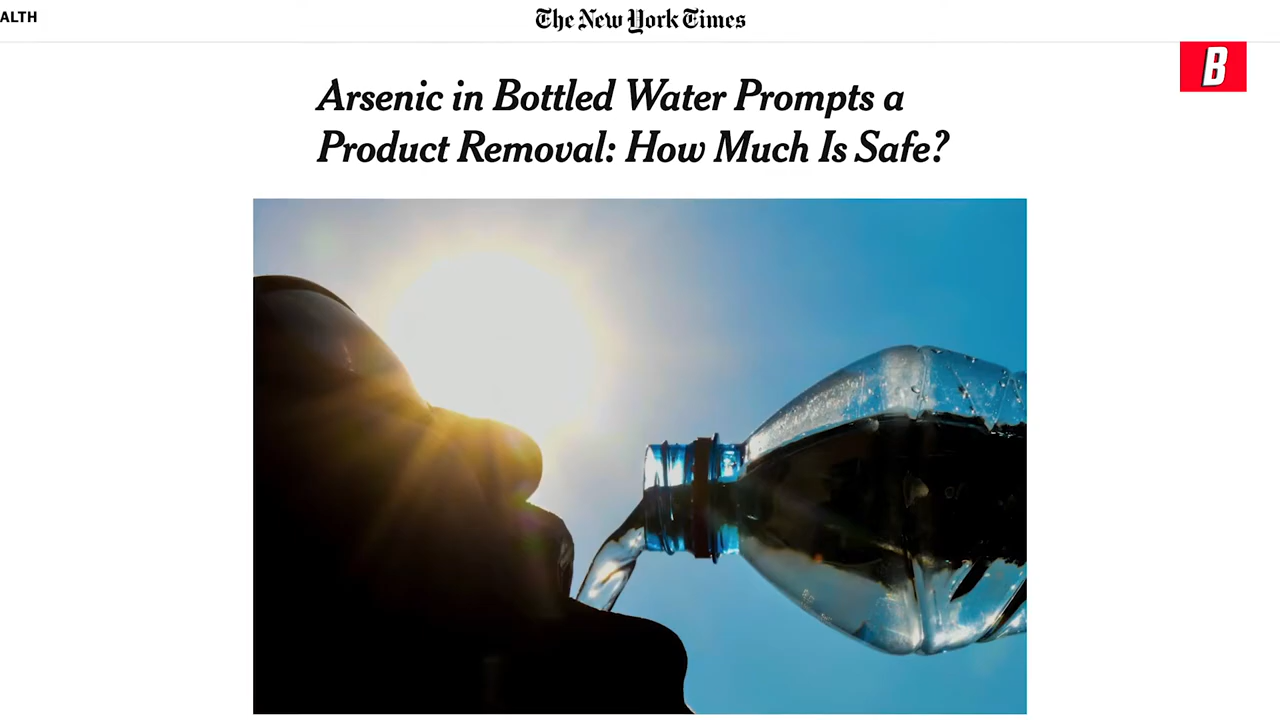 ALTH
The New York Times
B
Arsenic in Bottled Water Prompts a
Product Removal: How Much Is Safe?